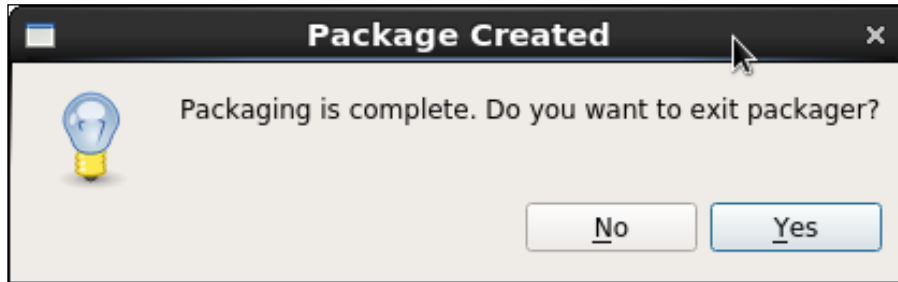 Package Created
Packaging is complete. Do you want to exit packager?
No
Yes